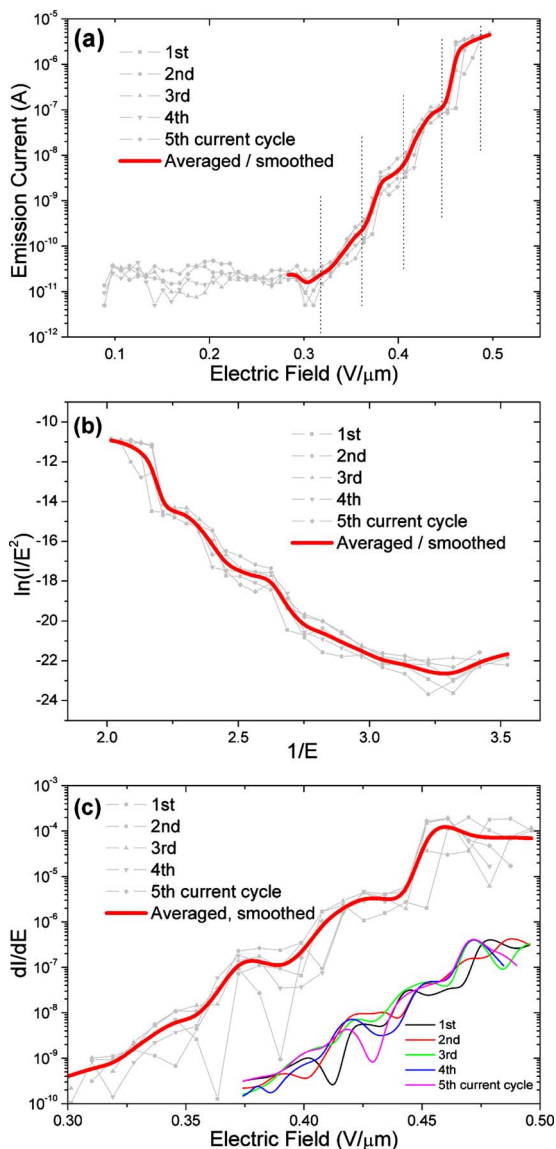 (a)
1st
2nd
3rd
4th
5th current cycle
Averaged / smoothed
Emission Current (A)
10⁻⁵
10⁻⁶
10⁻⁷
10⁻⁸
10⁻⁹
10⁻¹⁰
10⁻¹¹
10⁻¹²
0.1 0.2 0.3 0.4 0.5
Electric Field (V/μm)
(b)
1st
2nd
3rd
4th
5th current cycle
Averaged / smoothed
ln(I/E²)
-10
-12
-14
-16
-18
-20
-22
-24
2.0 2.5 3.0 3.5
1/E
(c)
1st
2nd
3rd
4th
5th current cycle
Averaged, smoothed
dI/dE
10⁻³
10⁻⁴
10⁻⁵
10⁻⁶
10⁻⁷
10⁻⁸
10⁻⁹
10⁻¹⁰
1st
2nd
3rd
4th
5th current cycle
0.30 0.35 0.40 0.45 0.50
Electric Field (V/μm)